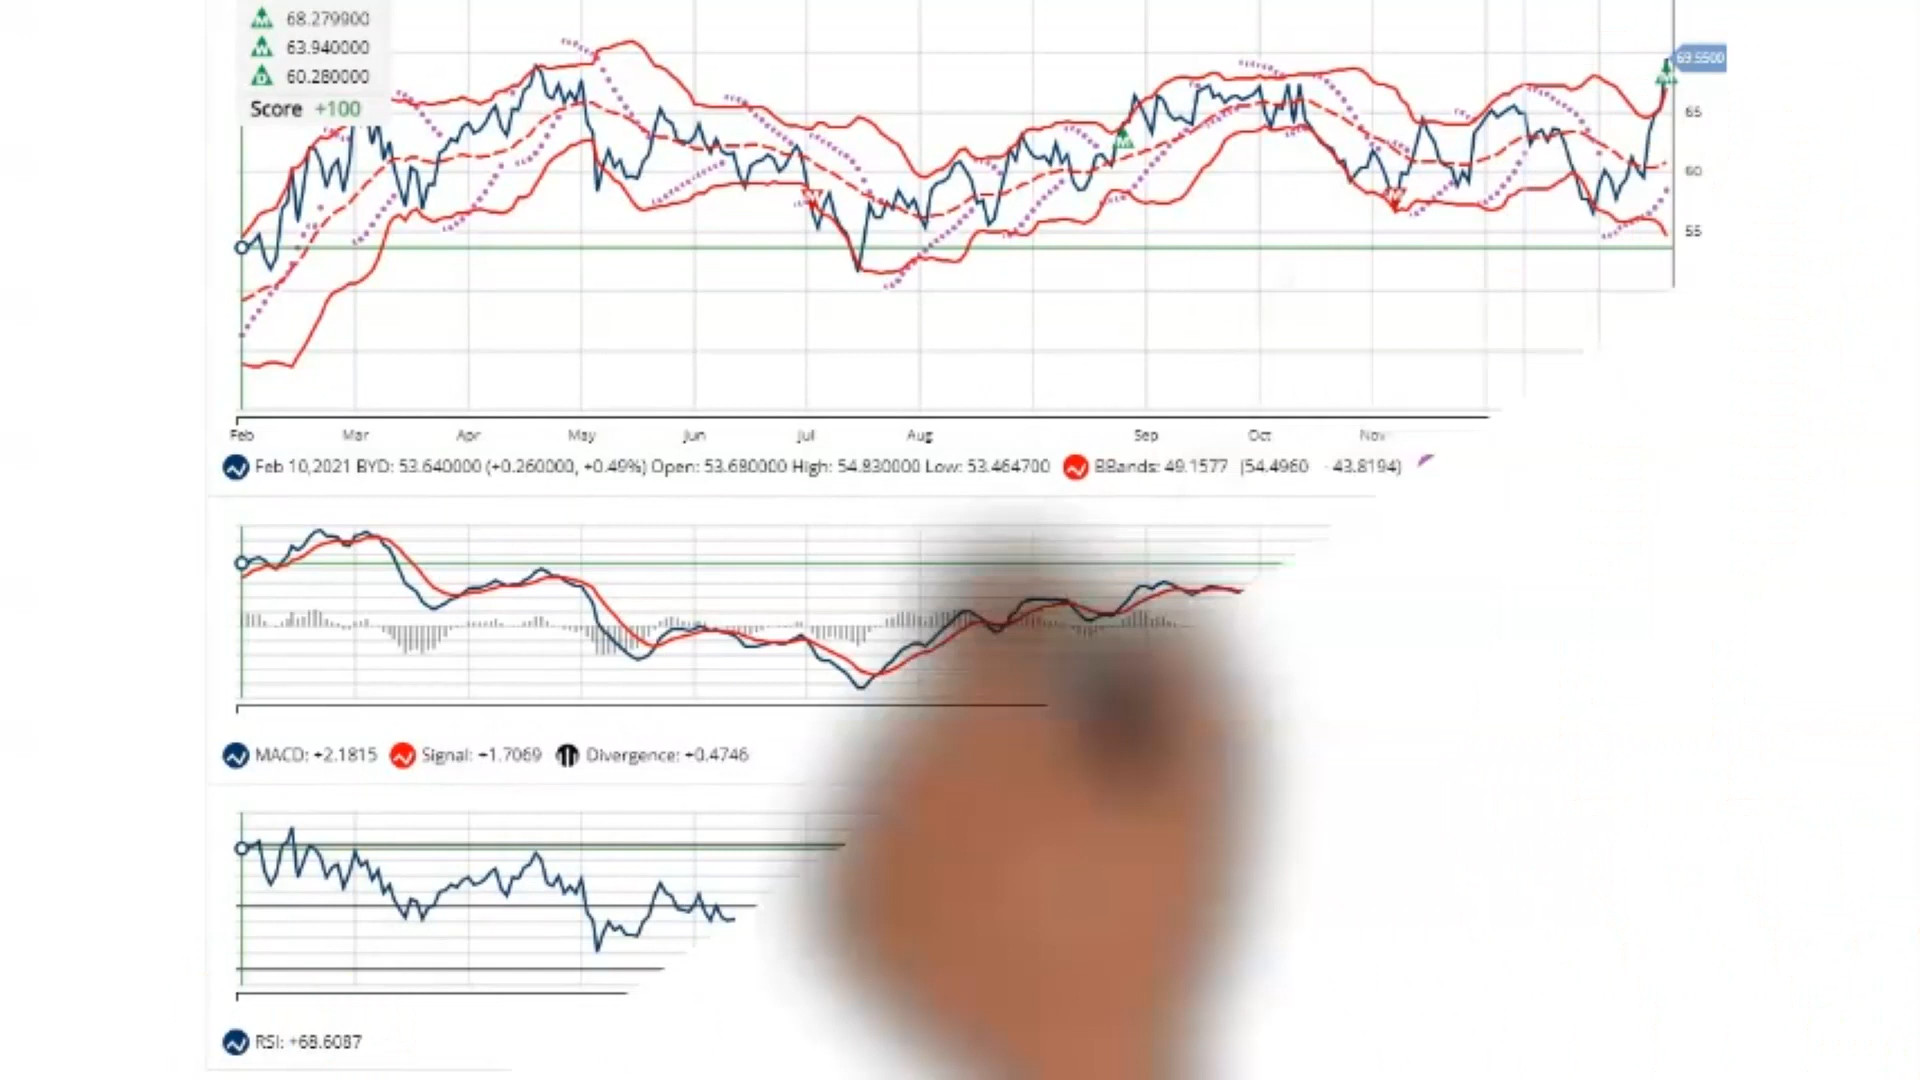 M 68.279900
W 63.940000
D 60.280000
Score +100
69.5500
65
60
55
Feb Mar Apr May Jun Jul Aug Sep Oct Nov
Feb 10,2021 BYD: 53.640000 (+0.260000, +0.49%) Open: 53.680000 High: 54.830000 Low: 53.464700 BBands: 49.1577 (54.4960 - 43.8194)
MACD: +2.1815 Signal: +1.7069 Divergence: +0.4746
RSI: +68.6087